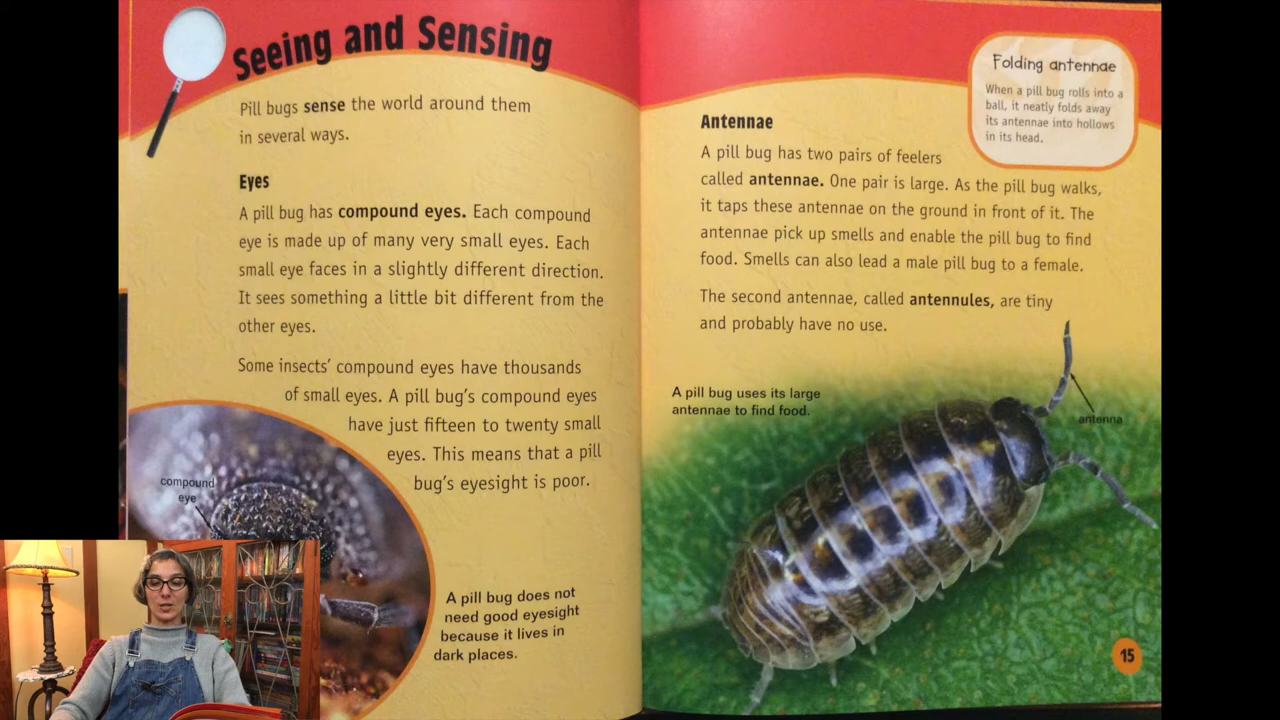 Seeing and Sensing
Pill bugs sense the world around them
in several ways.
Eyes
A pill bug has compound eyes. Each compound
eye is made up of many very small eyes. Each
small eye faces in a slightly different direction.
It sees something a little bit different from the
other eyes.
Some insects' compound eyes have thousands
of small eyes. A pill bug's compound eyes
have just fifteen to twenty small
eyes. This means that a pill
bug's eyesight is poor.
compound
eye
A pill bug does not
need good eyesight
because it lives in
dark places.
Folding antennae
When a pill bug rolls into a
ball, it neatly folds away
its antennae into hollows
in its head.
Antennae
A pill bug has two pairs of feelers
called antennae. One pair is large. As the pill bug walks,
it taps these antennae on the ground in front of it. The
antennae pick up smells and enable the pill bug to find
food. Smells can also lead a male pill bug to a female.
The second antennae, called antennules, are tiny
and probably have no use.
A pill bug uses its large
antennae to find food.
antenna
15